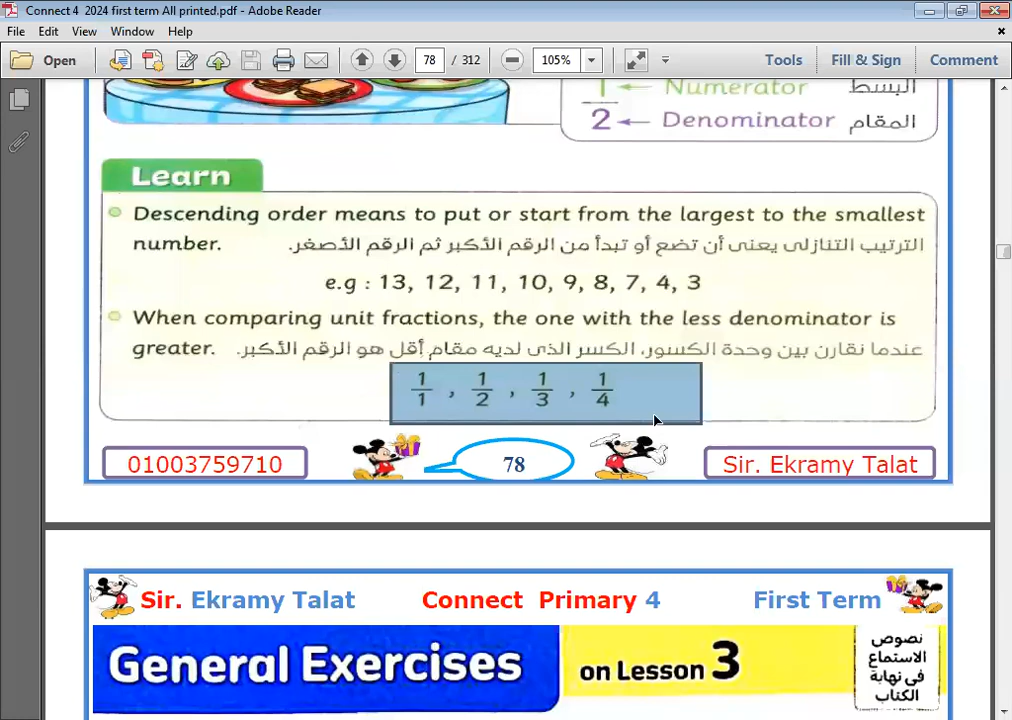 Connect 4 2024 first term All printed.pdf - Adobe Reader
File Edit View Window Help
Open 78 / 312 105% Tools Fill & Sign Comment
1 ← Numerator البسط
2 ← Denominator المقام
Learn
Descending order means to put or start from the largest to the smallest
number. الترتيب التنازلى يعنى أن تضع أو تبدأ من الرقم الأكبر ثم الرقم الأصغر.
e.g : 13, 12, 11, 10, 9, 8, 7, 4, 3
When comparing unit fractions, the one with the less denominator is
greater. عندما نقارن بين وحدة الكسور، الكسر الذى لديه مقام أقل هو الرقم الأكبر.
1/1 , 1/2 , 1/3 , 1/4
01003759710 78 Sir. Ekramy Talat
Sir. Ekramy Talat Connect Primary 4 First Term
General Exercises on Lesson 3
نصوص
الاستماع
فى نهاية
الكتاب